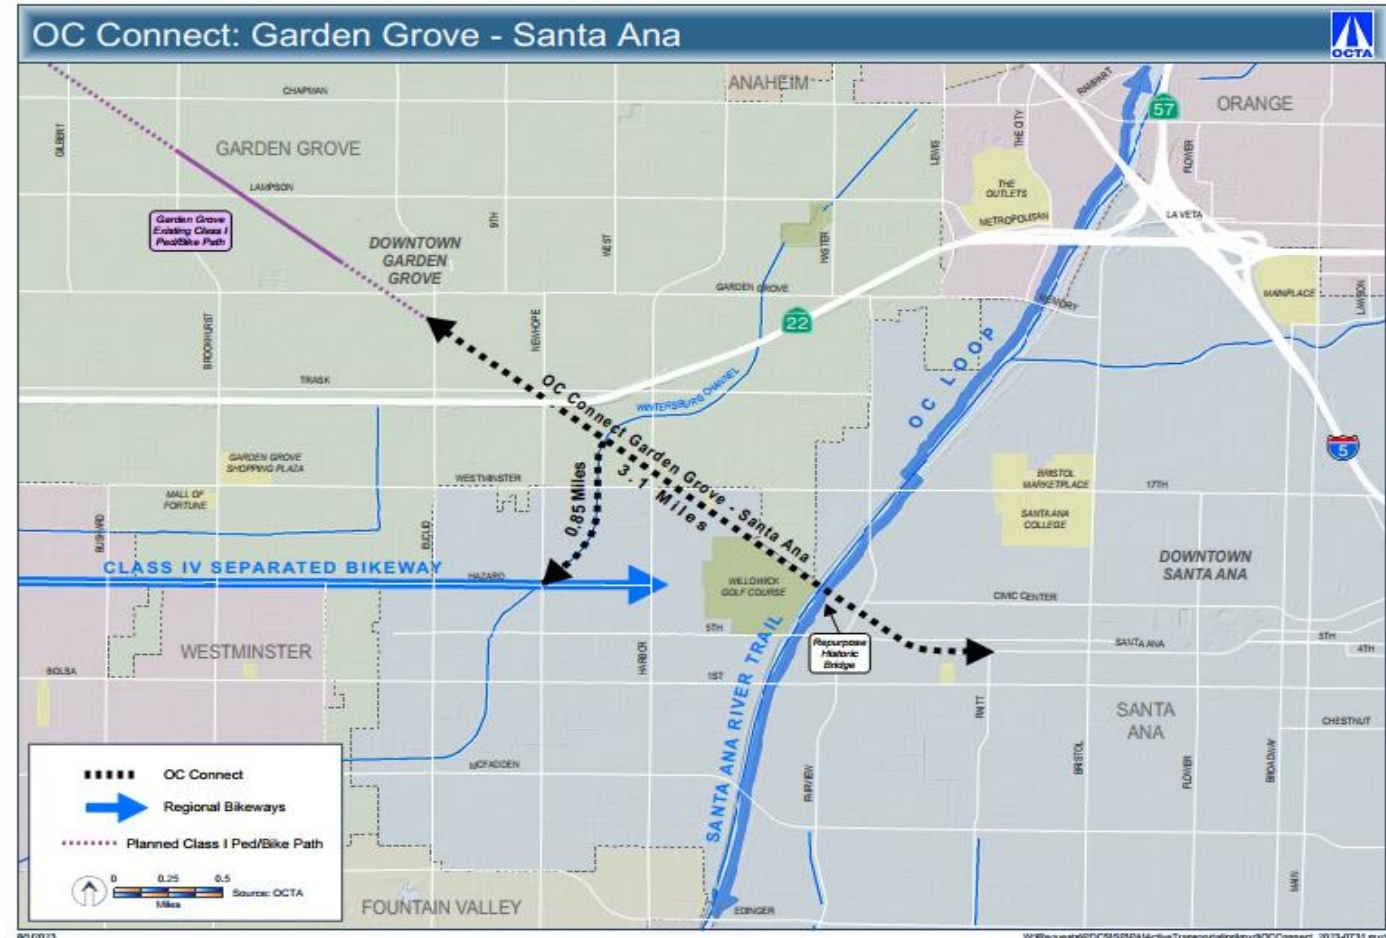 OC Connect: Garden Grove - Santa Ana
OCTA
ANAHEIM
CHAPMAN
RAMPART
57
ORANGE
GILBERT
GARDEN GROVE
LEWIS
THE CITY
FLOWER
LAMPSON
THE
OUTLETS
METROPOLITAN
LA VETA
Garden Grove
Existing Class I
Ped/Bike Path
9TH
WEST
HASTER
DOWNTOWN
GARDEN
GROVE
GARDEN GROVE
MEMORY
MAINPLACE
LAWSON
BROOKHURST
NEWHOPE
22
OC LOOP
TRASK
WINTERSBURG CHANNEL
OC Connect Garden Grove - Santa Ana
3.1 Miles
5
GARDEN GROVE
SHOPPING PLAZA
WESTMINSTER
0.85 Miles
BRISTOL
MARKETPLACE
17TH
MALL OF
FORTUNE
SANTA ANA
COLLEGE
BUSHARD
EUCLID
DOWNTOWN
SANTA ANA
CLASS IV SEPARATED BIKEWAY
HAZARD
WILLOWICK
GOLF COURSE
CIVIC CENTER
5TH
SANTA ANA
5TH
4TH
WESTMINSTER
HARBOR
Repurpose
Historic
Bridge
BOLSA
1ST
SANTA ANA RIVER TRAIL
RAITT
SANTA
ANA
CHESTNUT
MCFADDEN
FAIRVIEW
BRISTOL
FLOWER
BROADWAY
OC Connect
Regional Bikeways
Planned Class I Ped/Bike Path
0 0.25 0.5
Miles
Source: OCTA
FOUNTAIN VALLEY
EDINGER
MAIN